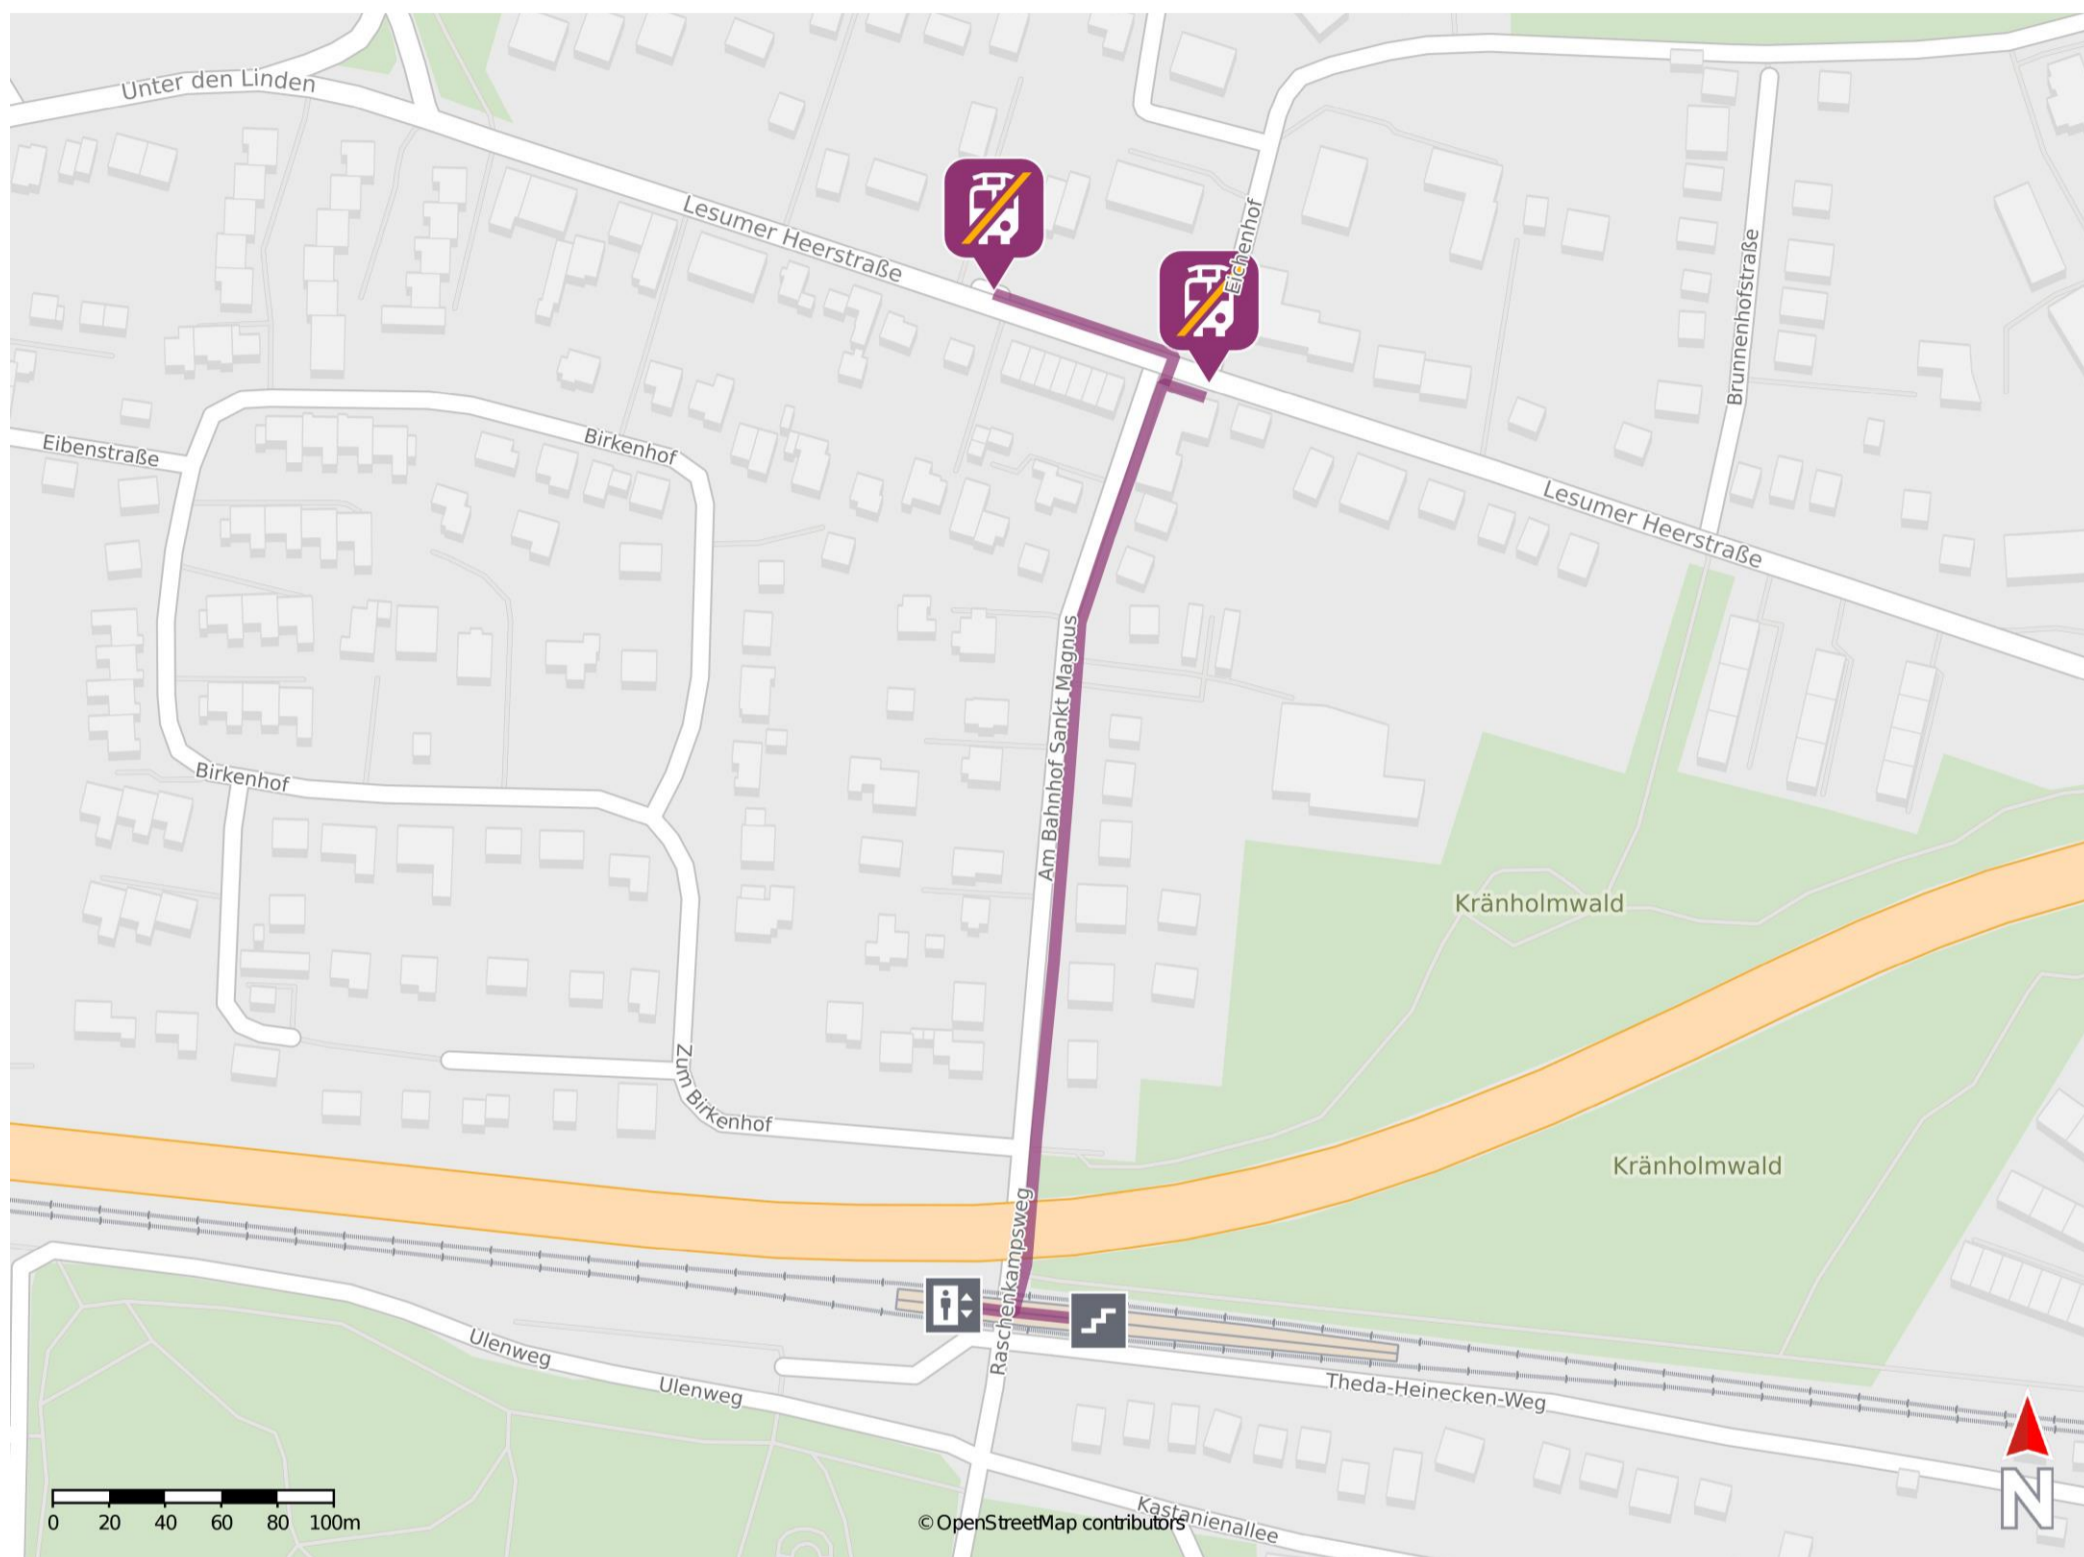 Unter den Linden
Lesumer Heerstraße
Eichenhof
Brunnenhofstraße
Eibenstraße
Birkenhof
Lesumer Heerstraße
Am Bahnhof Sankt Magnus
Birkenhof
Kränholmwald
Zum Birkenhof
Kränholmwald
Raschenkampsweg
Ulenweg
Ulenweg
Theda-Heinecken-Weg
Kastanienallee
N
0 20 40 60 80 100m
© OpenStreetMap contributors